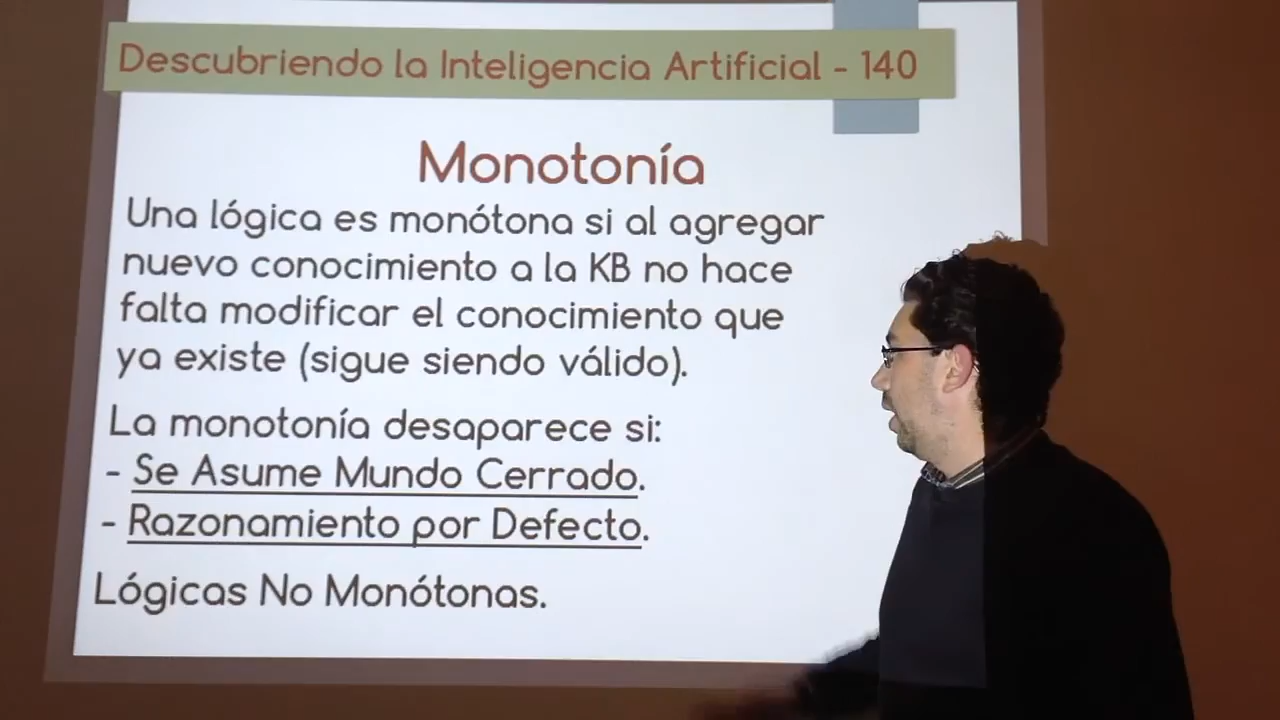 Descubriendo la Inteligencia Artificial - 140
Monotonía
Una lógica es monótona si al agregar
nuevo conocimiento a la KB no hace
falta modificar el conocimiento que
ya existe (sigue siendo válido).
La monotonía desaparece si:
- Se Asume Mundo Cerrado.
- Razonamiento por Defecto.
Lógicas No Monótonas.